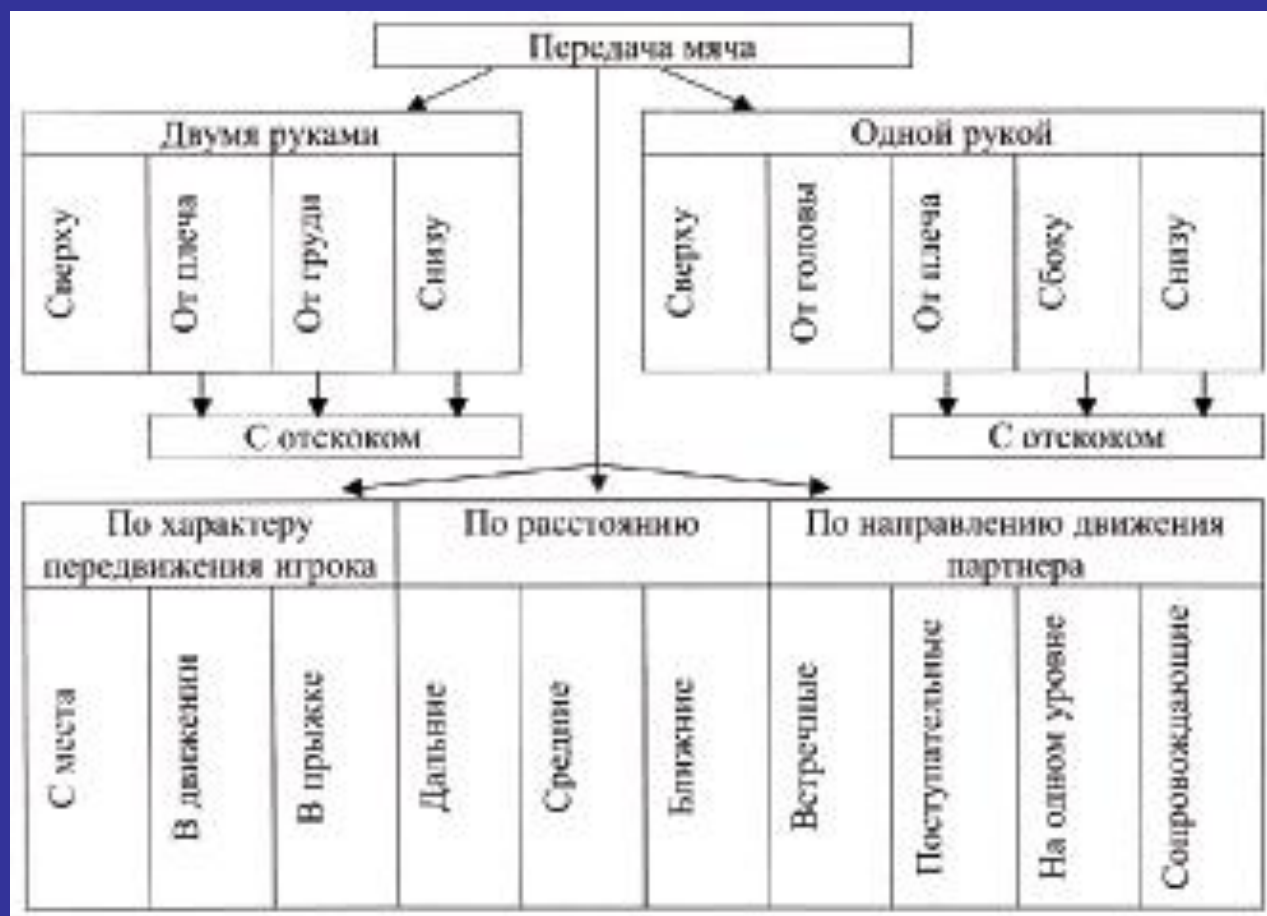 Передача мяча
Двумя руками
Сверху
От плеча
От груди
Снизу
С отскоком
Одной рукой
Сверху
От головы
От плеча
Сбоку
Снизу
С отскоком
По характеру
передвижения игрока
С места
В движении
В прыжке
По расстоянию
Дальние
Средние
Ближние
По направлению движения
партнера
Встречные
Поступательные
На одном уровне
Сопровождающие